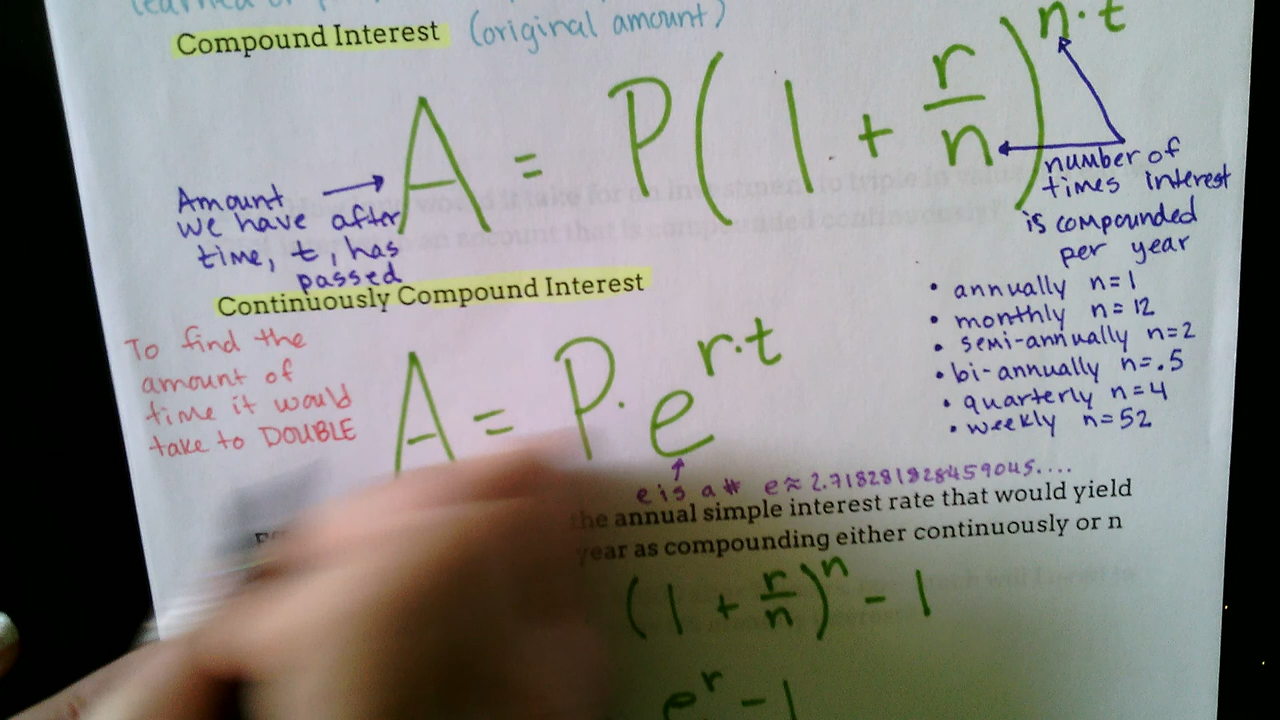 Compound Interest (original amount)
A = P(1 + r/n)^n·t
Amount
we have after
time, t, has
passed
number of
times interest
is compounded
per year
• annually n=1
• monthly n=12
• semi-annually n=2
• bi-annually n=.5
• quarterly n=4
• weekly n=52
Continuously Compound Interest
To find the
amount of
time it would
take to DOUBLE
A = P·e^r·t
e is a # e≈2.718281828459045....
the annual simple interest rate that would yield
year as compounding either continuously or n
(1 + r/n)^n - 1
e^r - 1